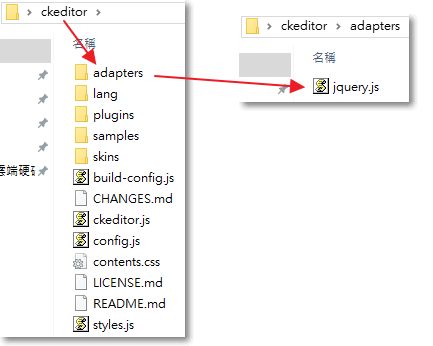 ckeditor
名稱
adapters
lang
plugins
samples
skins
build-config.js
CHANGES.md
ckeditor.js
config.js
contents.css
LICENSE.md
README.md
styles.js
雲端硬碟
ckeditor
adapters
名稱
jquery.js